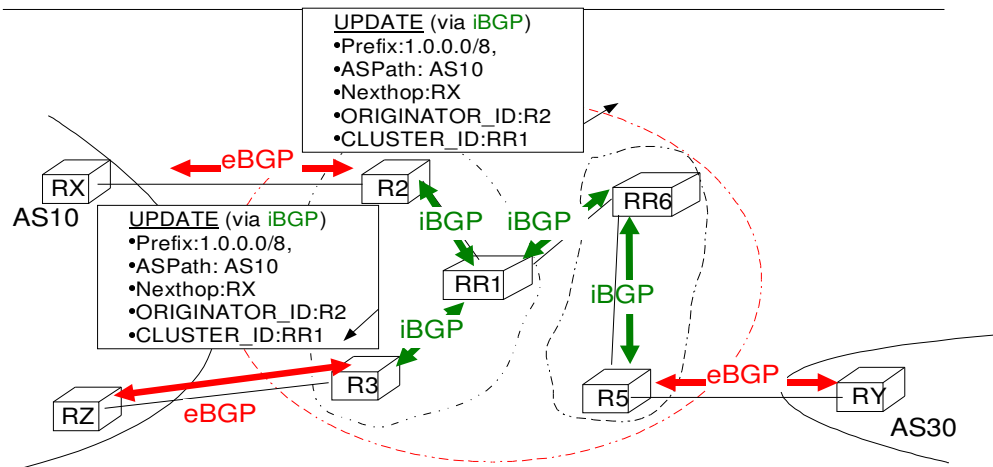 UPDATE (via iBGP)
•Prefix:1.0.0.0/8,
•ASPath: AS10
•Nexthop:RX
•ORIGINATOR_ID:R2
•CLUSTER_ID:RR1
eBGP
RX
R2
RR6
AS10
UPDATE (via iBGP)
•Prefix:1.0.0.0/8,
•ASPath: AS10
•Nexthop:RX
•ORIGINATOR_ID:R2
•CLUSTER_ID:RR1
iBGP
iBGP
RR1
iBGP
iBGP
R3
eBGP
RZ
eBGP
R5
RY
AS30